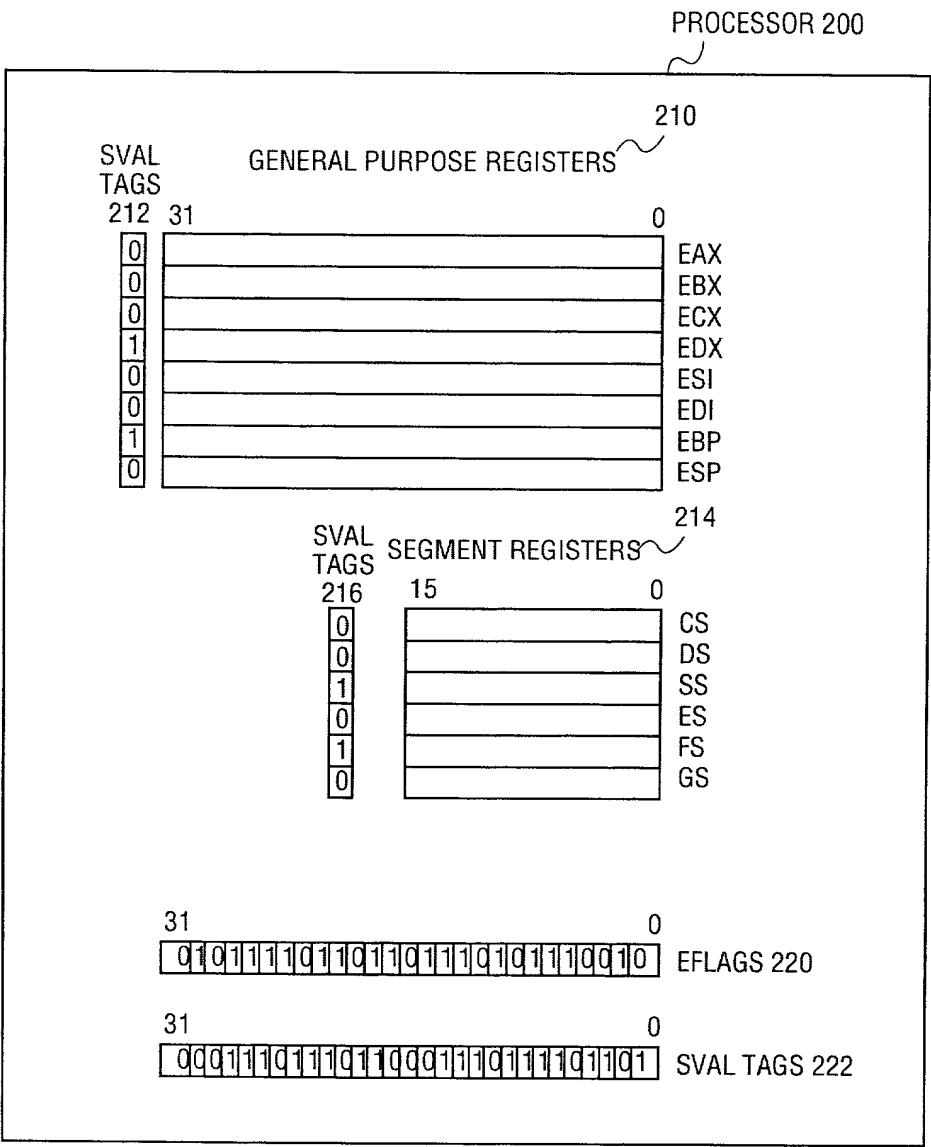 PROCESSOR 200
210
SVAL
TAGS
212
GENERAL PURPOSE REGISTERS
31 0
0 EAX
0 EBX
0 ECX
1 EDX
0 ESI
0 EDI
1 EBP
0 ESP
214
SVAL
TAGS
216
SEGMENT REGISTERS
15 0
0 CS
0 DS
1 SS
0 ES
1 FS
0 GS
31 0
010111101101101110101110010 EFLAGS 220
31 0
00011101110110001110111101101 SVAL TAGS 222